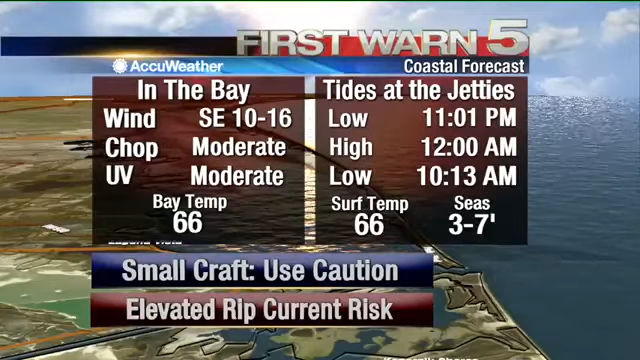 FIRST WARN 5
AccuWeather
Coastal Forecast
In The Bay
Wind SE 10-16
Chop Moderate
UV Moderate
Bay Temp
66
Tides at the Jetties
Low 11:01 PM
High 12:00 AM
Low 10:13 AM
Surf Temp Seas
66 3-7'
Laguna Vista
Small Craft: Use Caution
Elevated Rip Current Risk